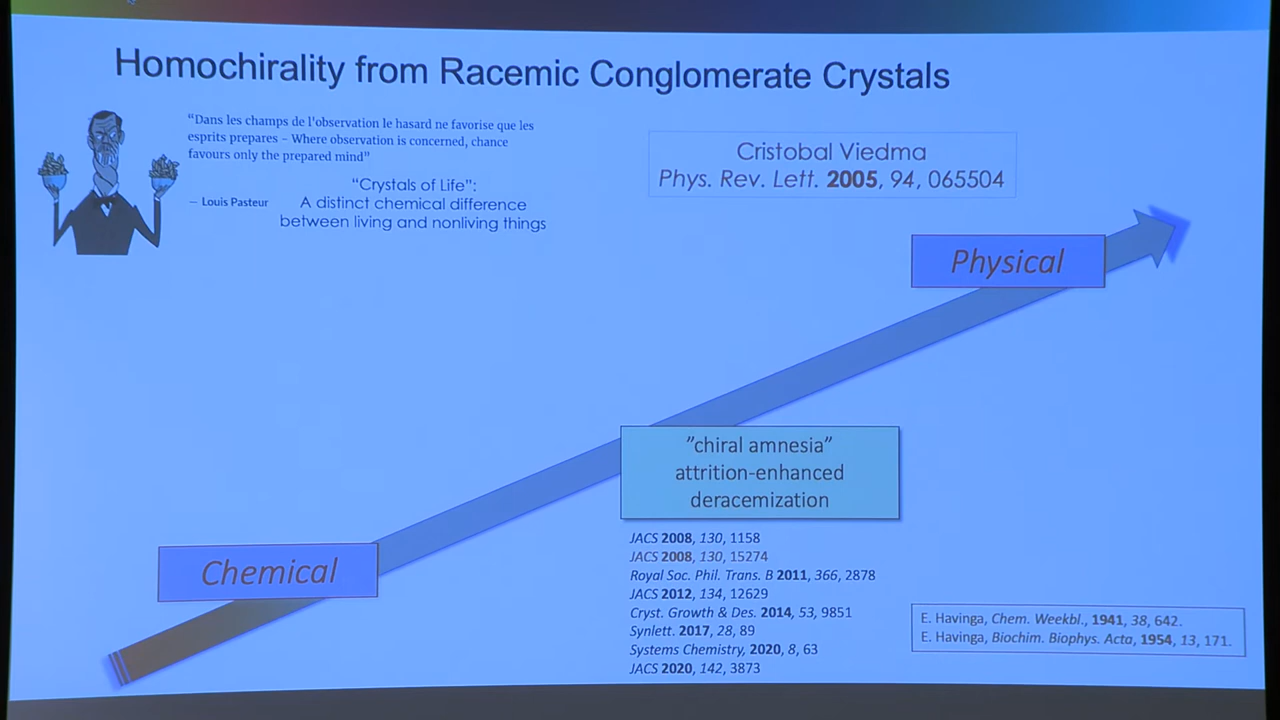 Homochirality from Racemic Conglomerate Crystals
“Dans les champs de l'observation le hasard ne favorise que les
esprits prepares – Where observation is concerned, chance
favours only the prepared mind”
— Louis Pasteur
“Crystals of Life”:
A distinct chemical difference
between living and nonliving things
Cristobal Viedma
Phys. Rev. Lett. 2005, 94, 065504
Physical
”chiral amnesia”
attrition-enhanced
deracemization
Chemical
JACS 2008, 130, 1158
JACS 2008, 130, 15274
Royal Soc. Phil. Trans. B 2011, 366, 2878
JACS 2012, 134, 12629
Cryst. Growth & Des. 2014, 53, 9851
Synlett. 2017, 28, 89
Systems Chemistry, 2020, 8, 63
JACS 2020, 142, 3873
E. Havinga, Chem. Weekbl., 1941, 38, 642.
E. Havinga, Biochim. Biophys. Acta, 1954, 13, 171.